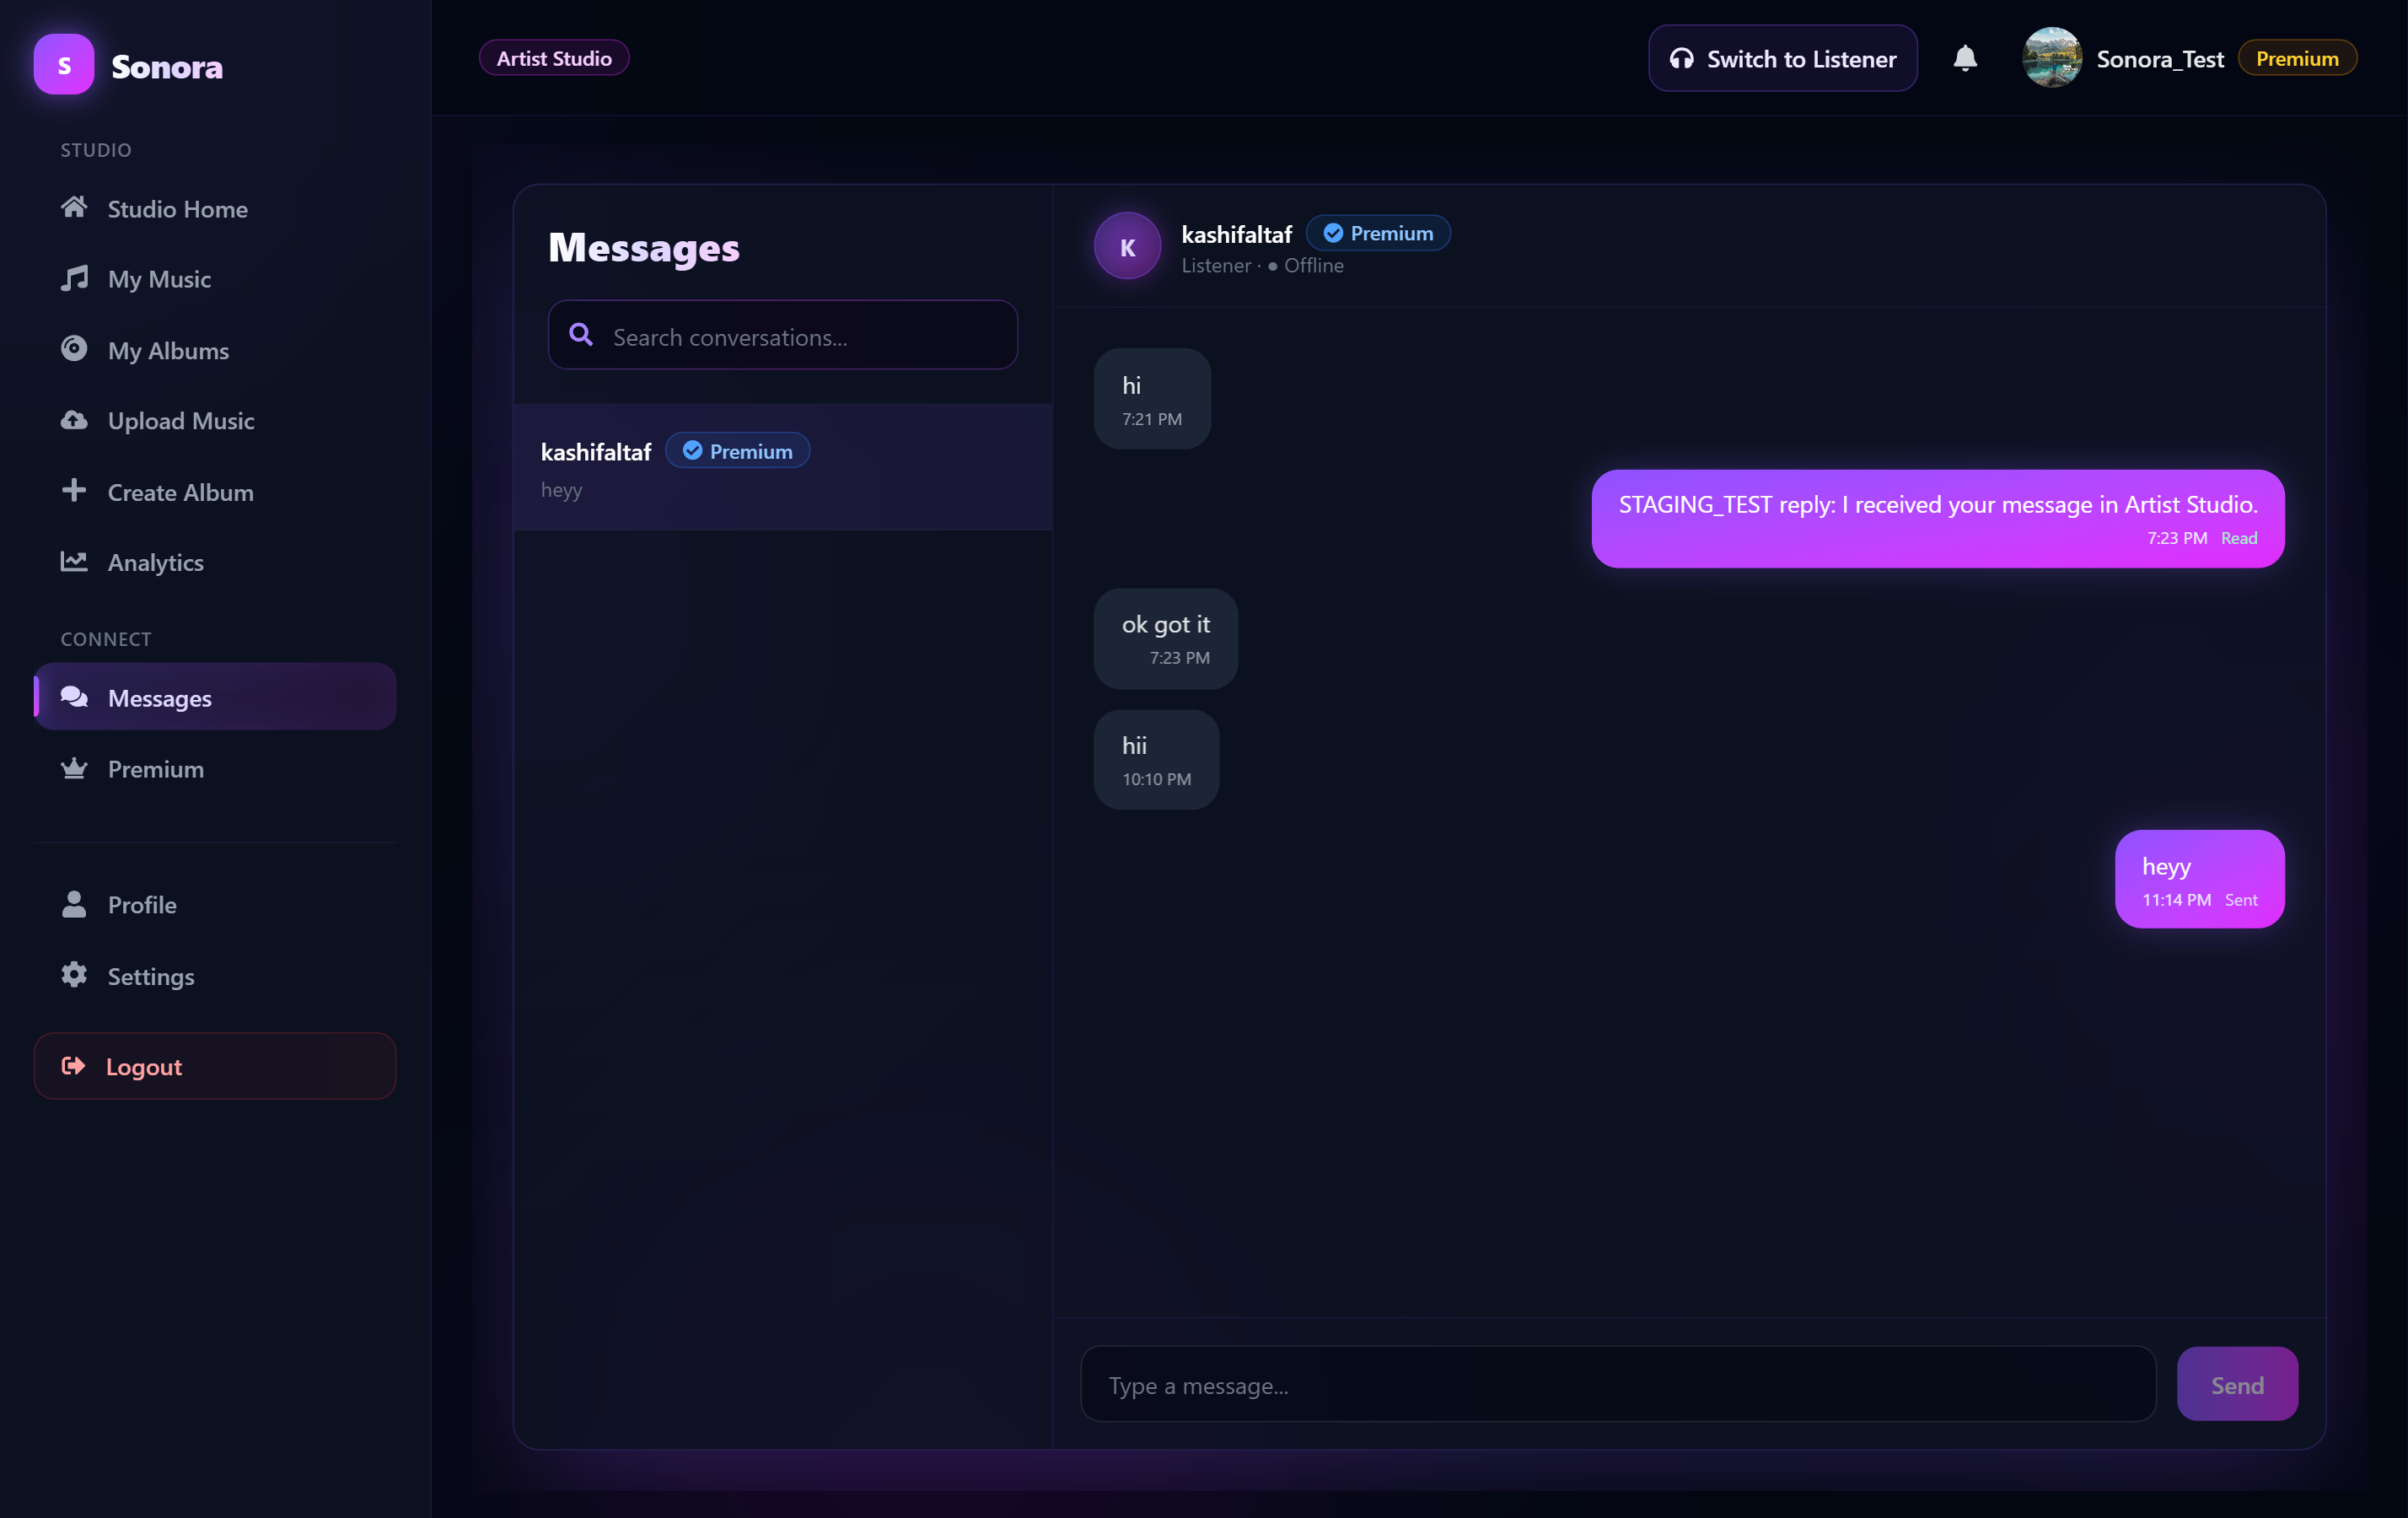 S
Sonora
STUDIO
Studio Home
My Music
My Albums
Upload Music
Create Album
Analytics
CONNECT
Messages
Premium
Profile
Settings
Logout
Artist Studio
Switch to Listener
Sonora_Test
Premium
Messages
Search conversations...
kashifaltaf
Premium
heyy
K
kashifaltaf
Premium
Listener · ● Offline
hi
7:21 PM
STAGING_TEST reply: I received your message in Artist Studio.
7:23 PM Read
ok got it
7:23 PM
hii
10:10 PM
heyy
11:14 PM Sent
Type a message...
Send